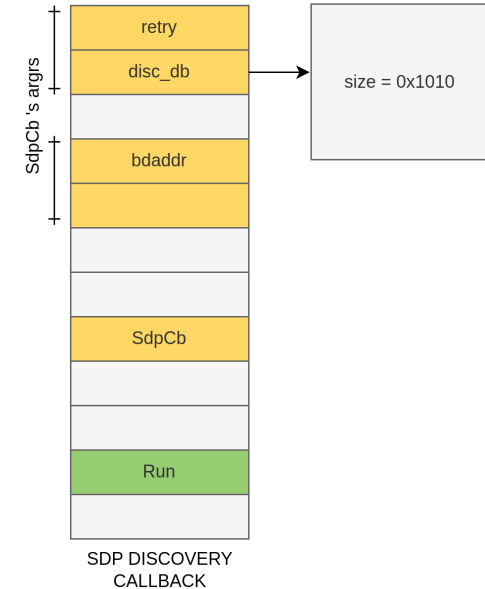 retry
disc_db
size = 0x1010
SdpCb 's argrs
bdaddr
SdpCb
Run
SDP DISCOVERY
CALLBACK